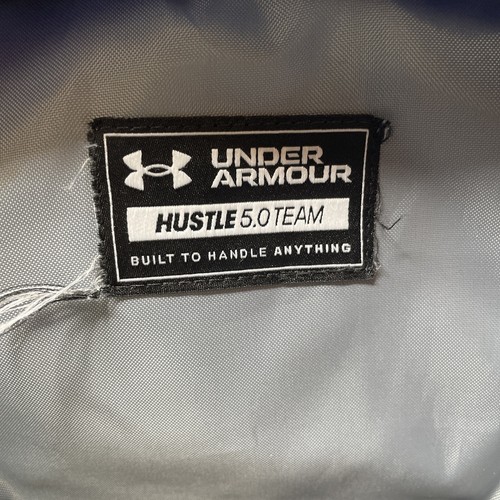 UNDER
ARMOUR
HUSTLE 5.0 TEAM
BUILT TO HANDLE ANYTHING